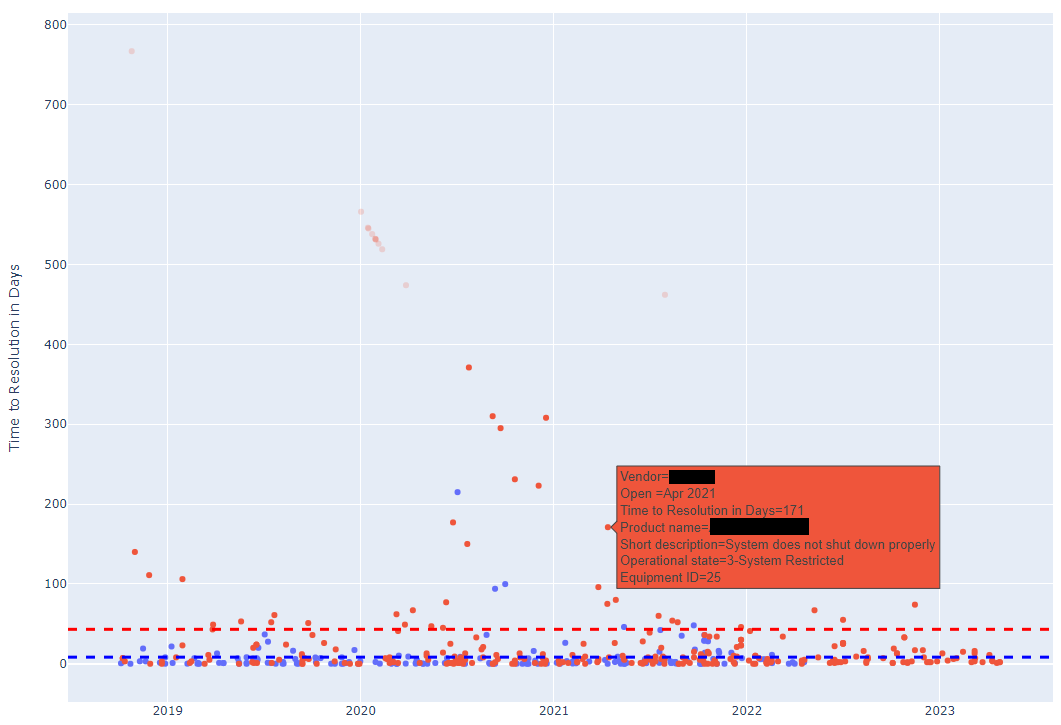 800
700
600
500
400
300
200
100
0
Time to Resolution in Days
Vendor=
Open =Apr 2021
Time to Resolution in Days=171
Product name=
Short description=System does not shut down properly
Operational state=3-System Restricted
Equipment ID=25
2019
2020
2021
2022
2023